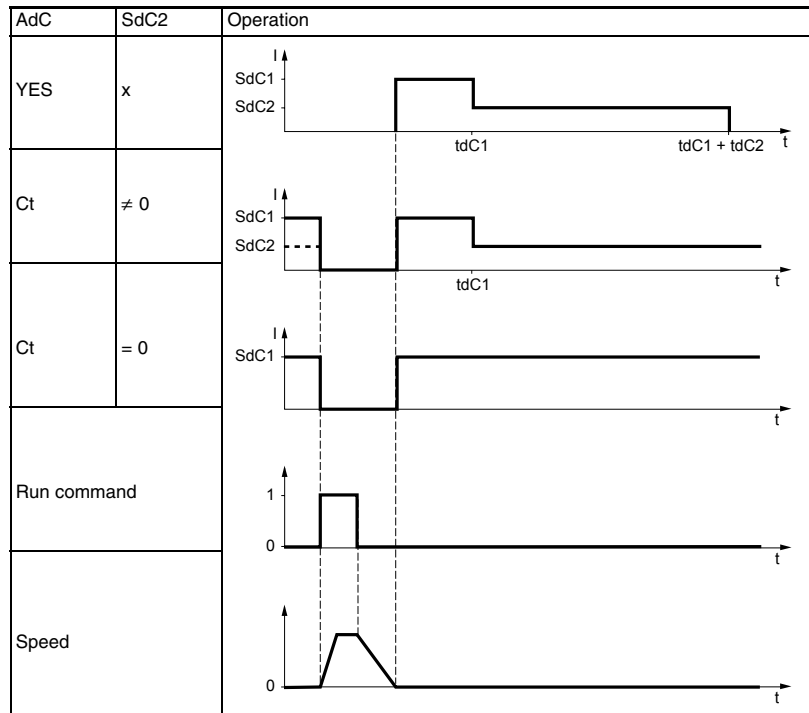 AdC SdC2 Operation
YES x
I
SdC1
SdC2
tdC1 tdC1 + tdC2 t
Ct ≠ 0
I
SdC1
SdC2
tdC1 t
Ct = 0
I
SdC1
t
Run command
1
0
t
Speed
0
t